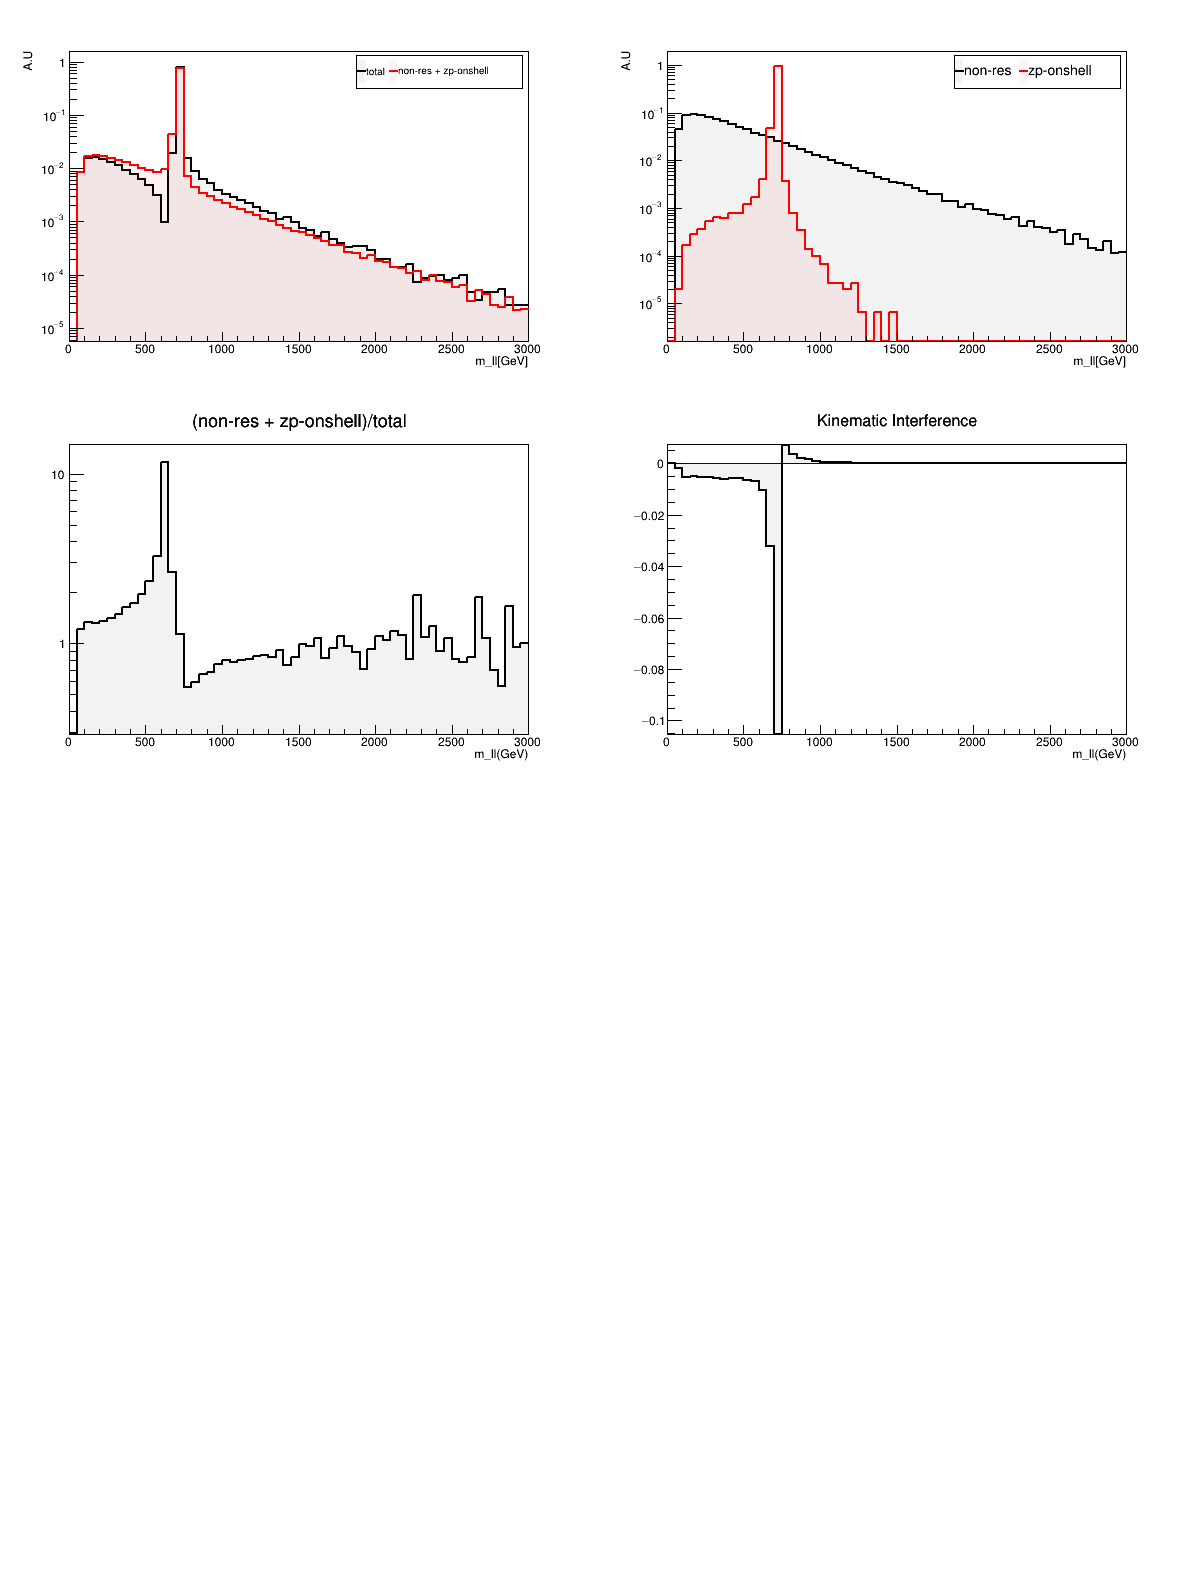 A.U
total non-res + zp-onshell
1
10⁻¹
10⁻²
10⁻³
10⁻⁴
10⁻⁵
0 500 1000 1500 2000 2500 3000
m_ll[GeV]
A.U
non-res zp-onshell
1
10⁻¹
10⁻²
10⁻³
10⁻⁴
10⁻⁵
0 500 1000 1500 2000 2500 3000
m_ll[GeV]
(non-res + zp-onshell)/total
10
1
0 500 1000 1500 2000 2500 3000
m_ll(GeV)
Kinematic Interference
0
−0.02
−0.04
−0.06
−0.08
−0.1
0 500 1000 1500 2000 2500 3000
m_ll(GeV)